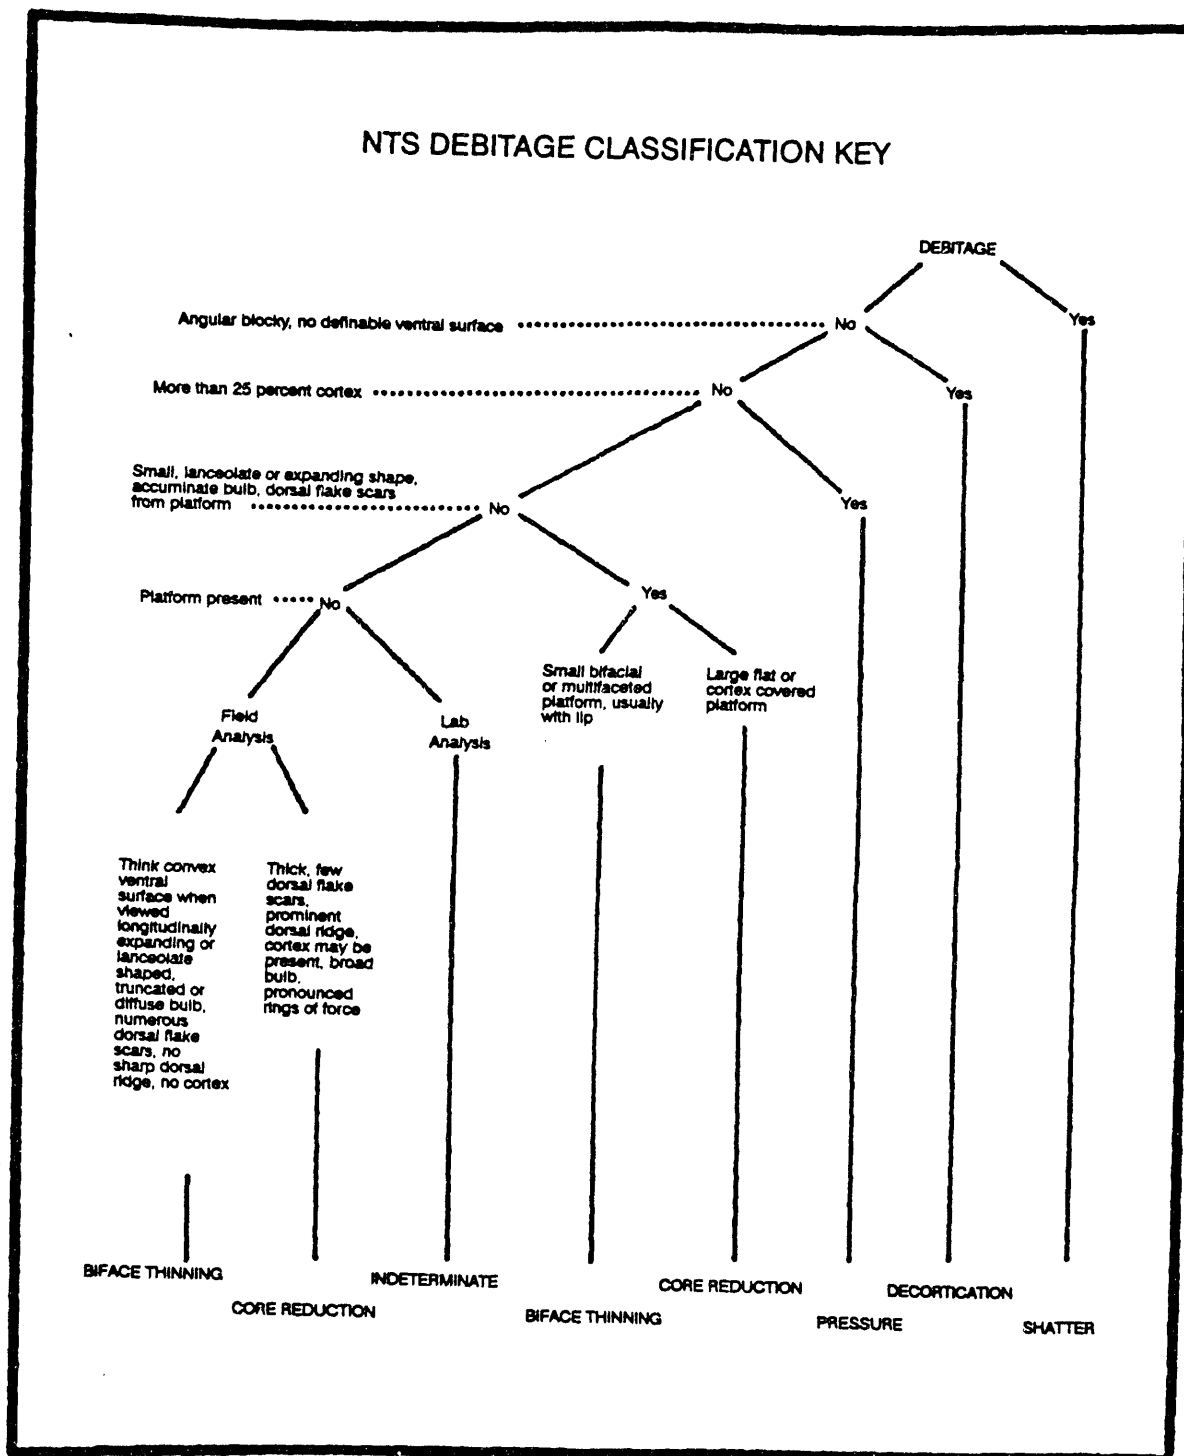 NTS DEBITAGE CLASSIFICATION KEY
DEBITAGE
Angular blocky, no definable ventral surface
No
Yes
More than 25 percent cortex
No
Yes
Small, lanceolate or expanding shape,
accuminate bulb, dorsal flake scars
from platform
No
Yes
Platform present
No
Yes
Small bifacial
or multifaceted
platform, usually
with lip
Large flat or
cortex covered
platform
Field
Analysis
Lab
Analysis
Think convex
ventral
surface when
viewed
longitudinally
expanding or
lanceolate
shaped,
truncated or
diffuse bulb,
numerous
dorsal flake
scars, no
sharp dorsal
ridge, no cortex
Thick, few
dorsal flake
scars,
prominent
dorsal ridge,
cortex may be
present, broad
bulb,
pronounced
rings of force
BIFACE THINNING
CORE REDUCTION
INDETERMINATE
BIFACE THINNING
CORE REDUCTION
PRESSURE
DECORTICATION
SHATTER